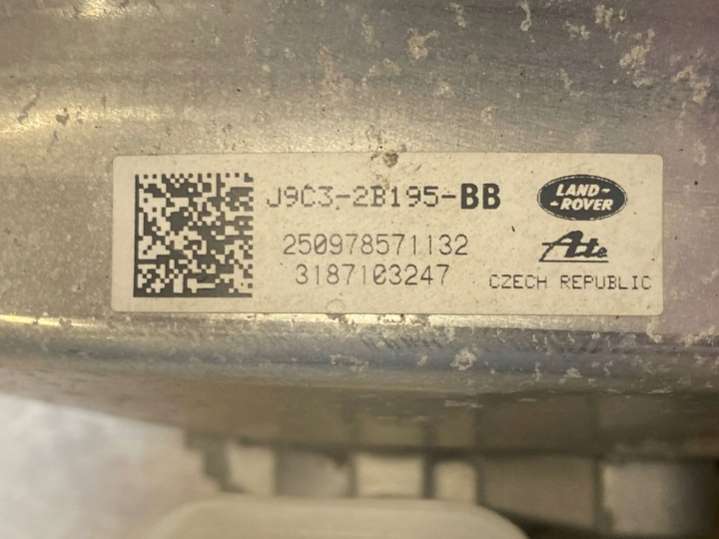 J9C3-2B195-BB
LAND-
-ROVER
250978571132
Ate
3187103247
CZECH REPUBLIC